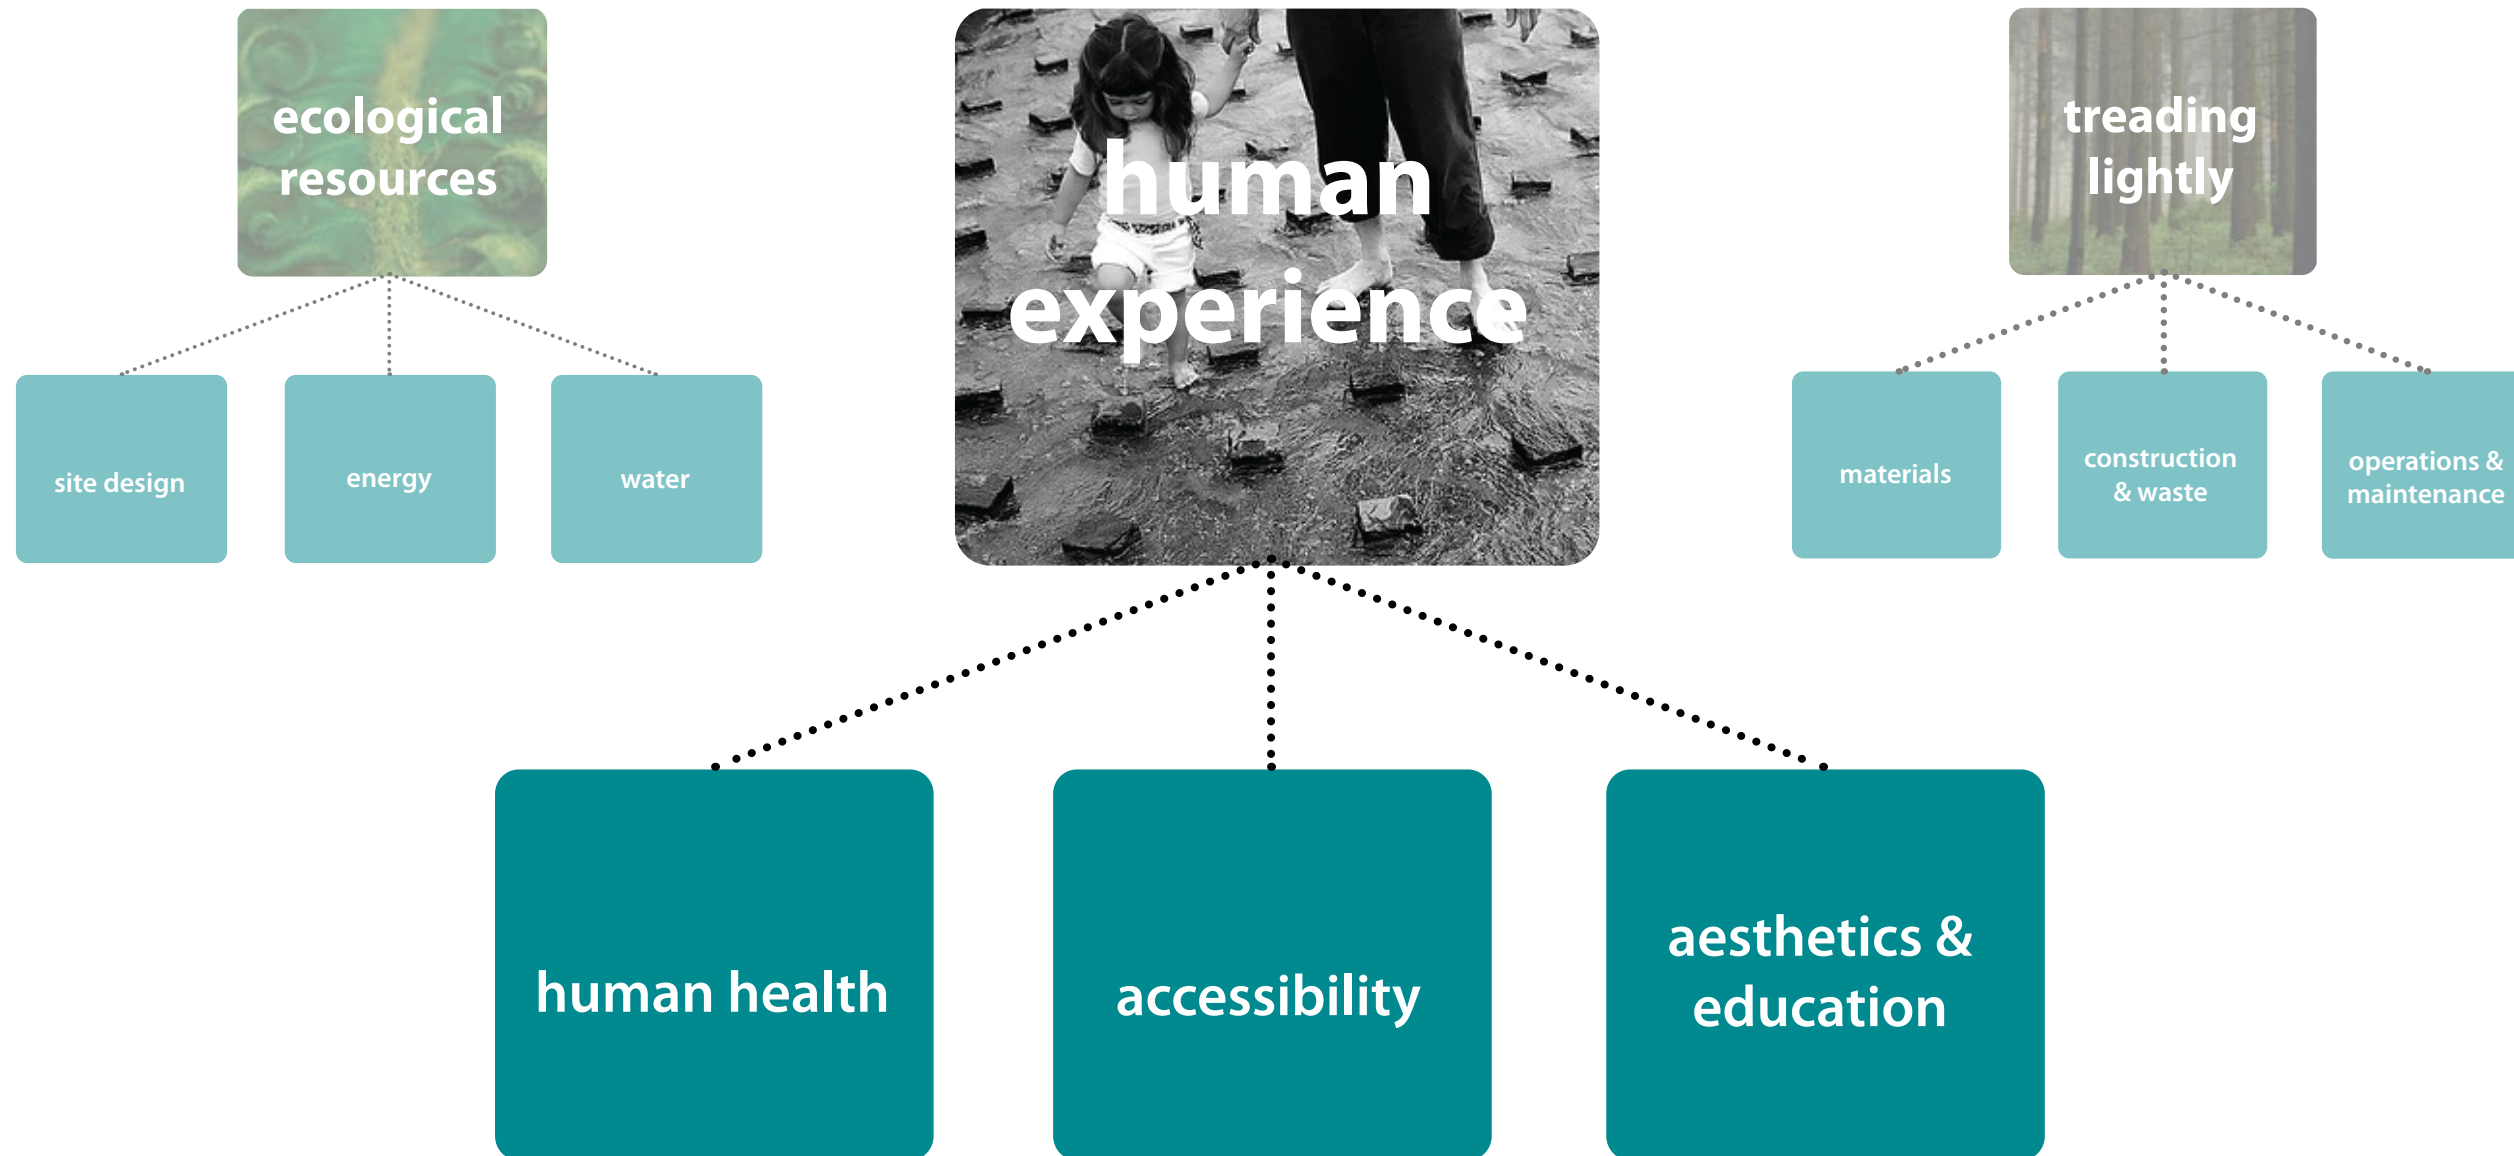 ecological
resources
site design
energy
water
human
experience
human health
accessibility
aesthetics &
education
treading
lightly
materials
construction
& waste
operations &
maintenance